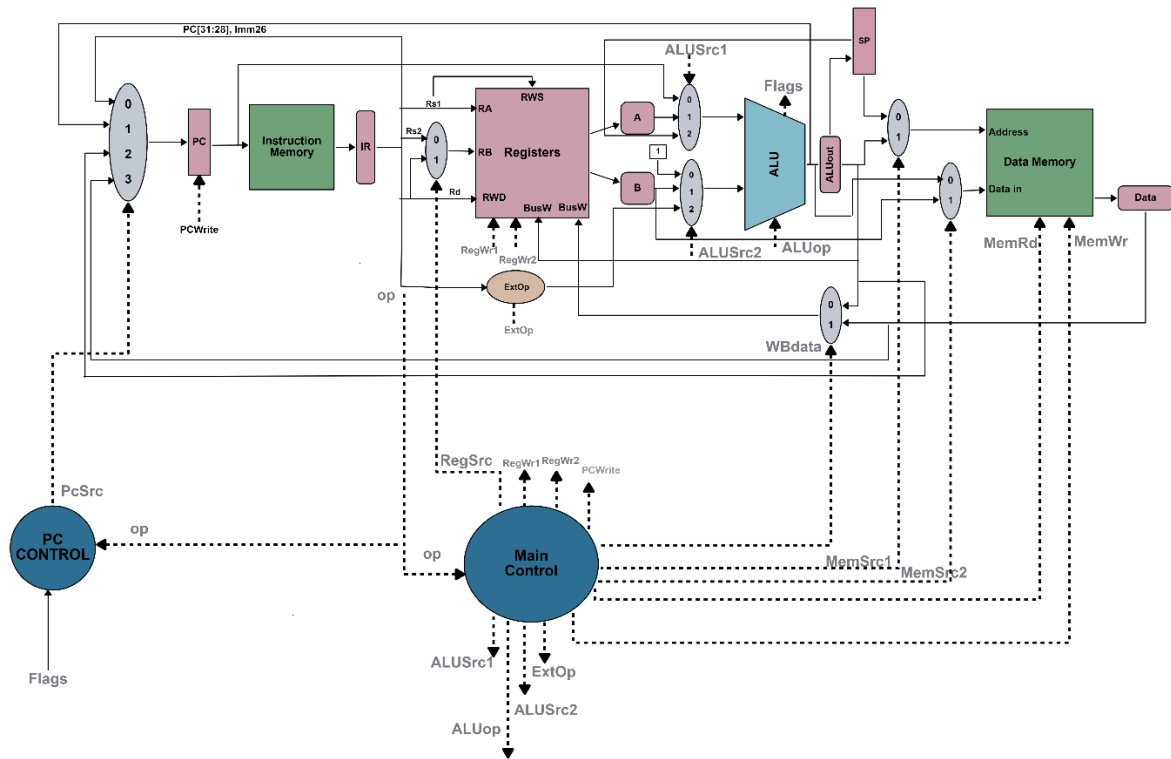 PC[31:28], Imm26
ALUSrc1
SP
Flags
0
1
2
3
PC
Instruction
Memory
IR
Rs1
RWS
RA
Rs2
0
1
RB
Registers
Rd
RWD
BusW
BusW
A
B
0
1
2
1
0
1
2
ALU
ALUout
0
1
Address
Data Memory
0
1
Data in
Data
PCWrite
RegWr1
RegWr2
ALUSrc2
ALUop
MemRd
MemWr
op
ExtOp
ExtOp
0
1
WBdata
RegSrc
RegWr1
RegWr2
PCWrite
PcSrc
PC
CONTROL
op
op
Main
Control
MemSrc1
MemSrc2
Flags
ALUSrc1
ExtOp
ALUSrc2
ALUop